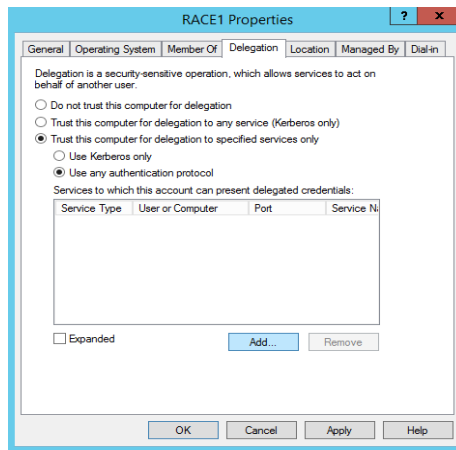 RACE1 Properties
? x
General Operating System Member Of Delegation Location Managed By Dial-in
Delegation is a security-sensitive operation, which allows services to act on
behalf of another user.
Do not trust this computer for delegation
Trust this computer for delegation to any service (Kerberos only)
Trust this computer for delegation to specified services only
Use Kerberos only
Use any authentication protocol
Services to which this account can present delegated credentials:
Service Type User or Computer Port Service
Expanded Add... Remove
OK Cancel Apply Help